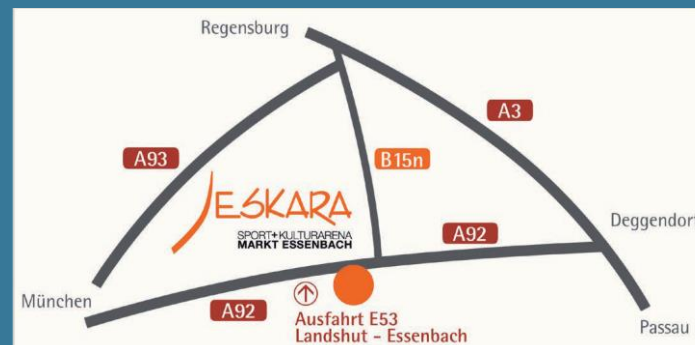 Regensburg
A3
A93
B15n
ESKARA
SPORT+KULTURARENA
MARKT ESSENBACH
Deggendorf
A92
München
A92
Ausfahrt E53
Landshut - Essenbach
Passau